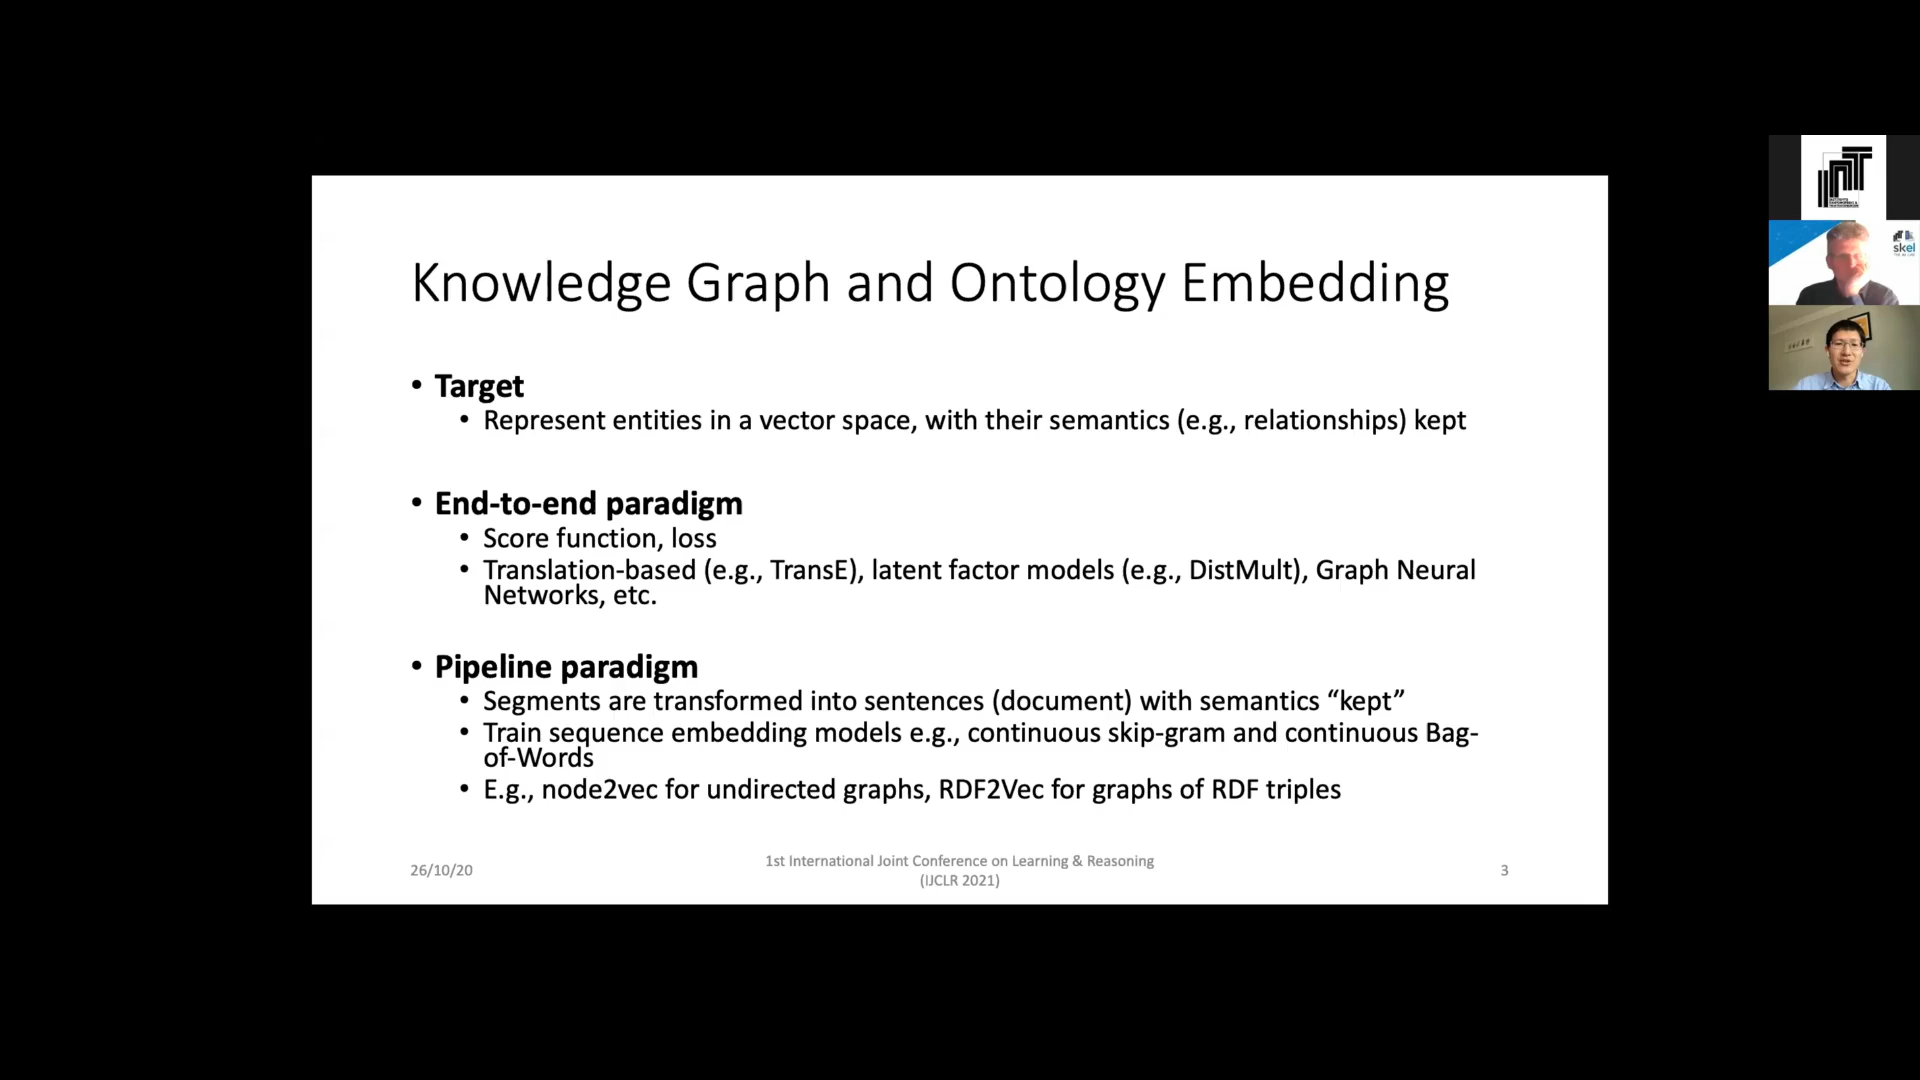 Knowledge Graph and Ontology Embedding
• Target
• Represent entities in a vector space, with their semantics (e.g., relationships) kept
• End-to-end paradigm
• Score function, loss
• Translation-based (e.g., TransE), latent factor models (e.g., DistMult), Graph Neural
Networks, etc.
• Pipeline paradigm
• Segments are transformed into sentences (document) with semantics “kept”
• Train sequence embedding models e.g., continuous skip-gram and continuous Bag-
of-Words
• E.g., node2vec for undirected graphs, RDF2Vec for graphs of RDF triples
26/10/20
1st International Joint Conference on Learning & Reasoning
(IJCLR 2021)
3
skel